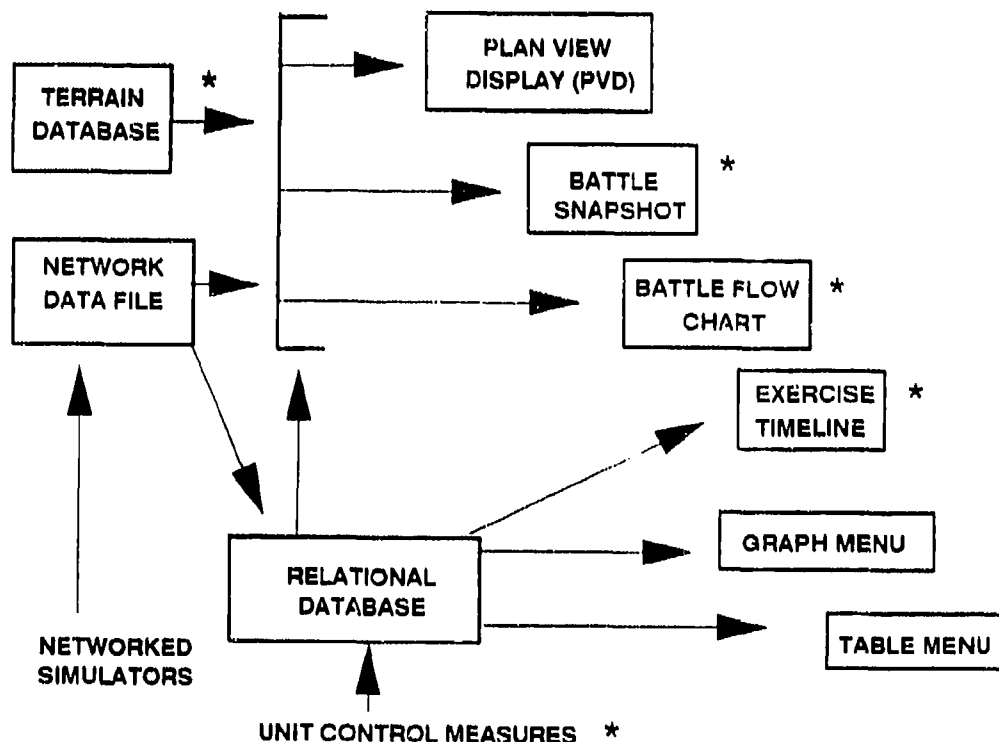 PLAN VIEW
DISPLAY (PVD)
TERRAIN
DATABASE
*
BATTLE
SNAPSHOT
*
NETWORK
DATA FILE
BATTLE FLOW
CHART
*
EXERCISE
TIMELINE
*
GRAPH MENU
RELATIONAL
DATABASE
TABLE MENU
NETWORKED
SIMULATORS
UNIT CONTROL MEASURES *